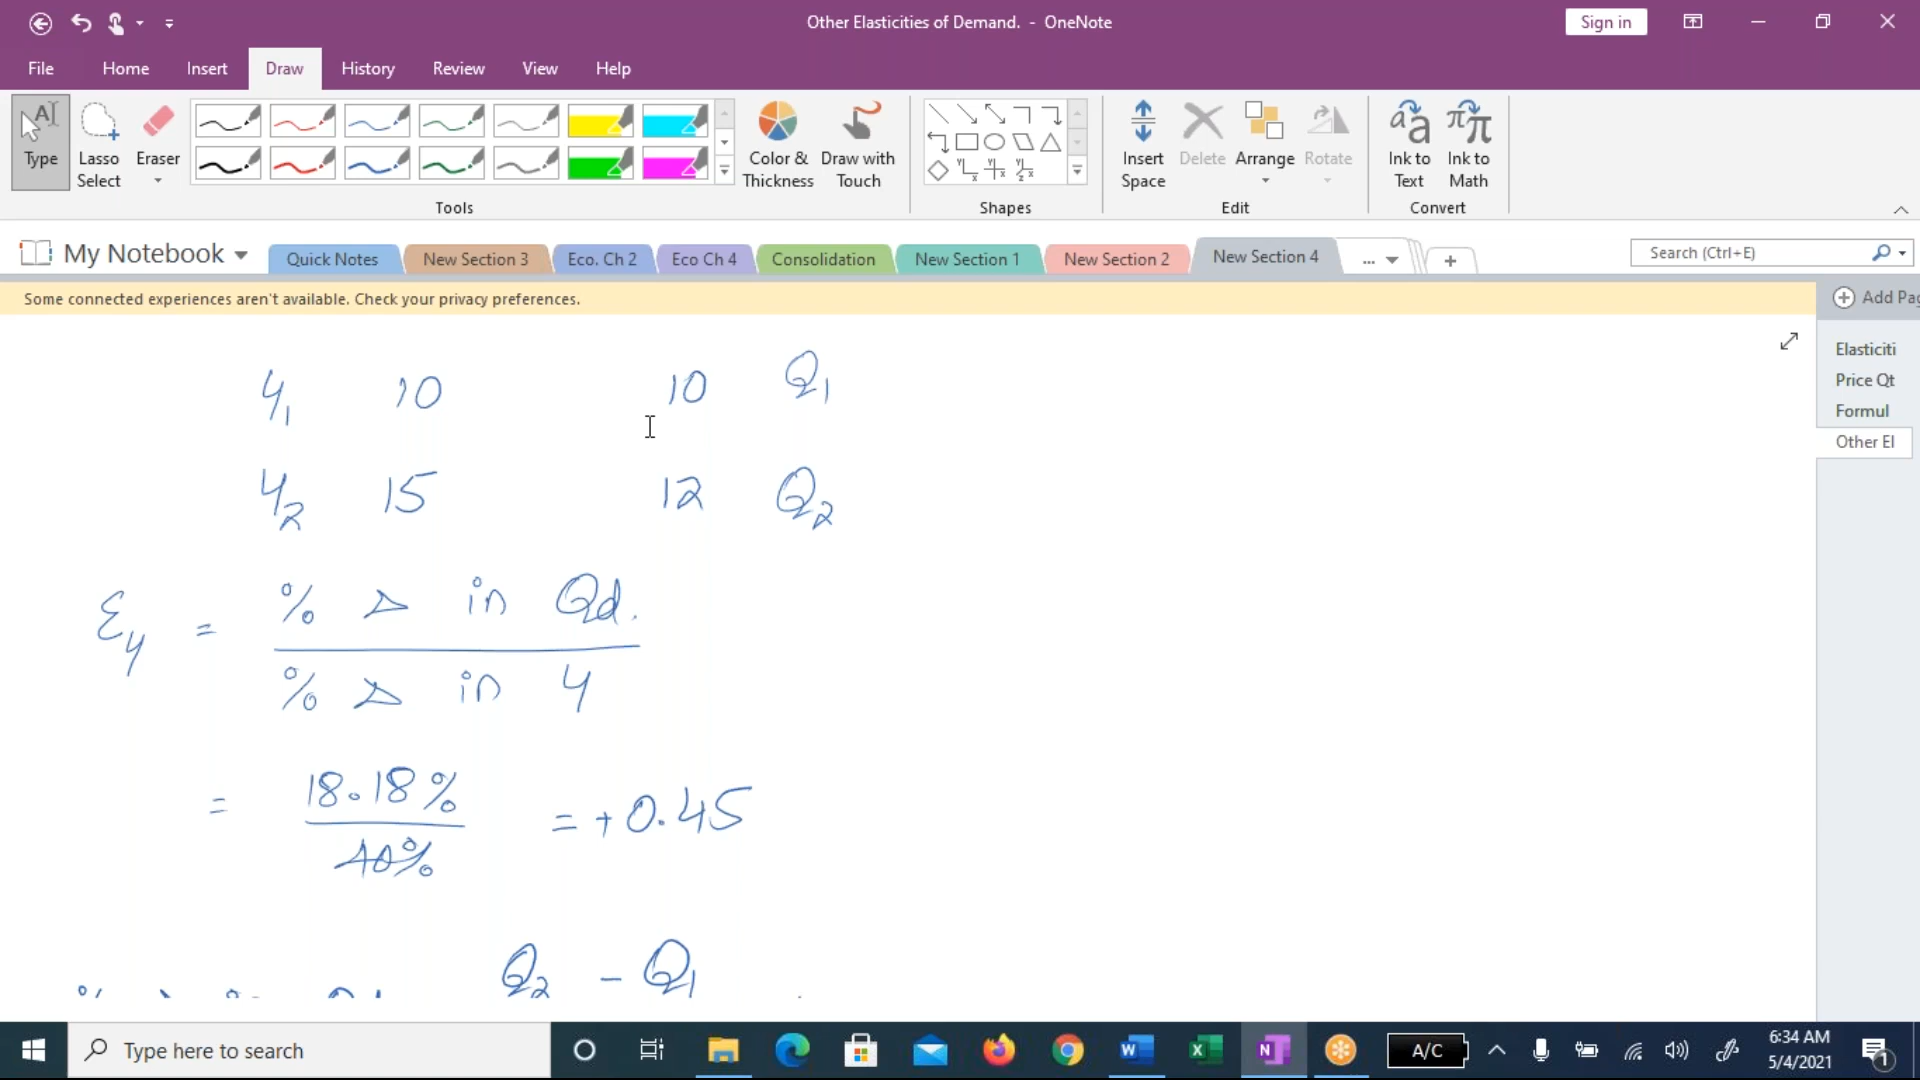 Other Elasticities of Demand. - OneNote
Sign in
File Home Insert Draw History Review View Help
Type
Lasso Select
Eraser
Color & Thickness
Draw with Touch
Insert Space
Delete
Arrange
Rotate
Ink to Text
Ink to Math
Tools
Shapes
Edit
Convert
My Notebook
Quick Notes
New Section 3
Eco. Ch 2
Eco Ch 4
Consolidation
New Section 1
New Section 2
New Section 4
...
Search (Ctrl+E)
Some connected experiences aren't available. Check your privacy preferences.
Add Pag
Elasticiti
Price Qt
Formul
Other El
Y1 10 10 Q1
Y2 15 12 Q2
Ey = % Δ in Qd.
% Δ in Y
= 18.18% = +0.45
40%
Q2 - Q1
Type here to search
A/C
6:34 AM
5/4/2021
1